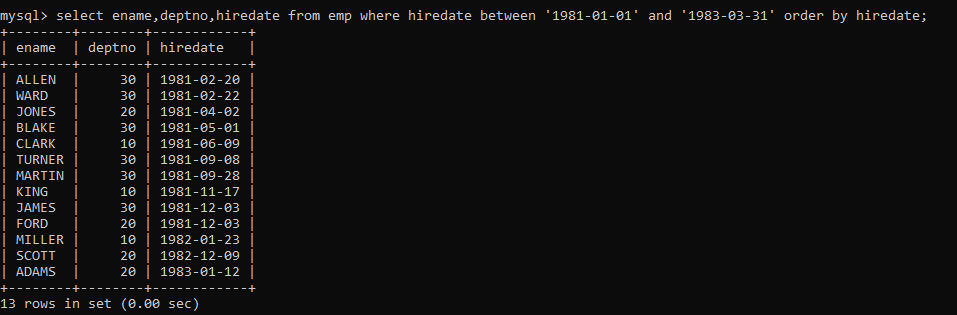 mysql> select ename,deptno,hiredate from emp where hiredate between '1981-01-01' and '1983-03-31' order by hiredate;
+--------+--------+------------+
| ename  | deptno | hiredate   |
+--------+--------+------------+
| ALLEN  |     30 | 1981-02-20 |
| WARD   |     30 | 1981-02-22 |
| JONES  |     20 | 1981-04-02 |
| BLAKE  |     30 | 1981-05-01 |
| CLARK  |     10 | 1981-06-09 |
| TURNER |     30 | 1981-09-08 |
| MARTIN |     30 | 1981-09-28 |
| KING   |     10 | 1981-11-17 |
| JAMES  |     30 | 1981-12-03 |
| FORD   |     20 | 1981-12-03 |
| MILLER |     10 | 1982-01-23 |
| SCOTT  |     20 | 1982-12-09 |
| ADAMS  |     20 | 1983-01-12 |
+--------+--------+------------+
13 rows in set (0.00 sec)